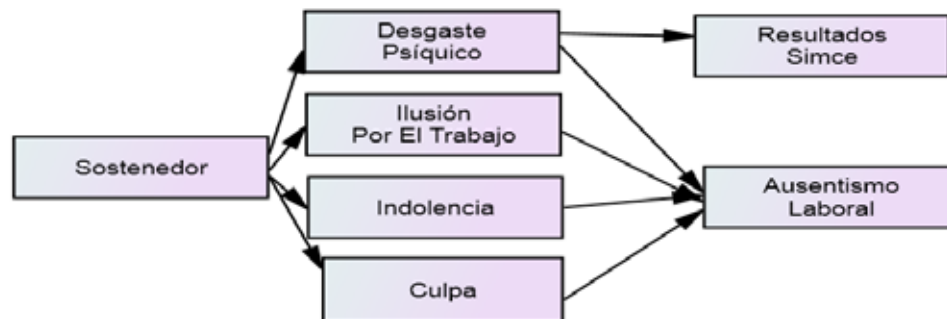 Sostenedor
Desgaste
Psíquico
Ilusión
Por El Trabajo
Indolencia
Culpa
Resultados
Simce
Ausentismo
Laboral